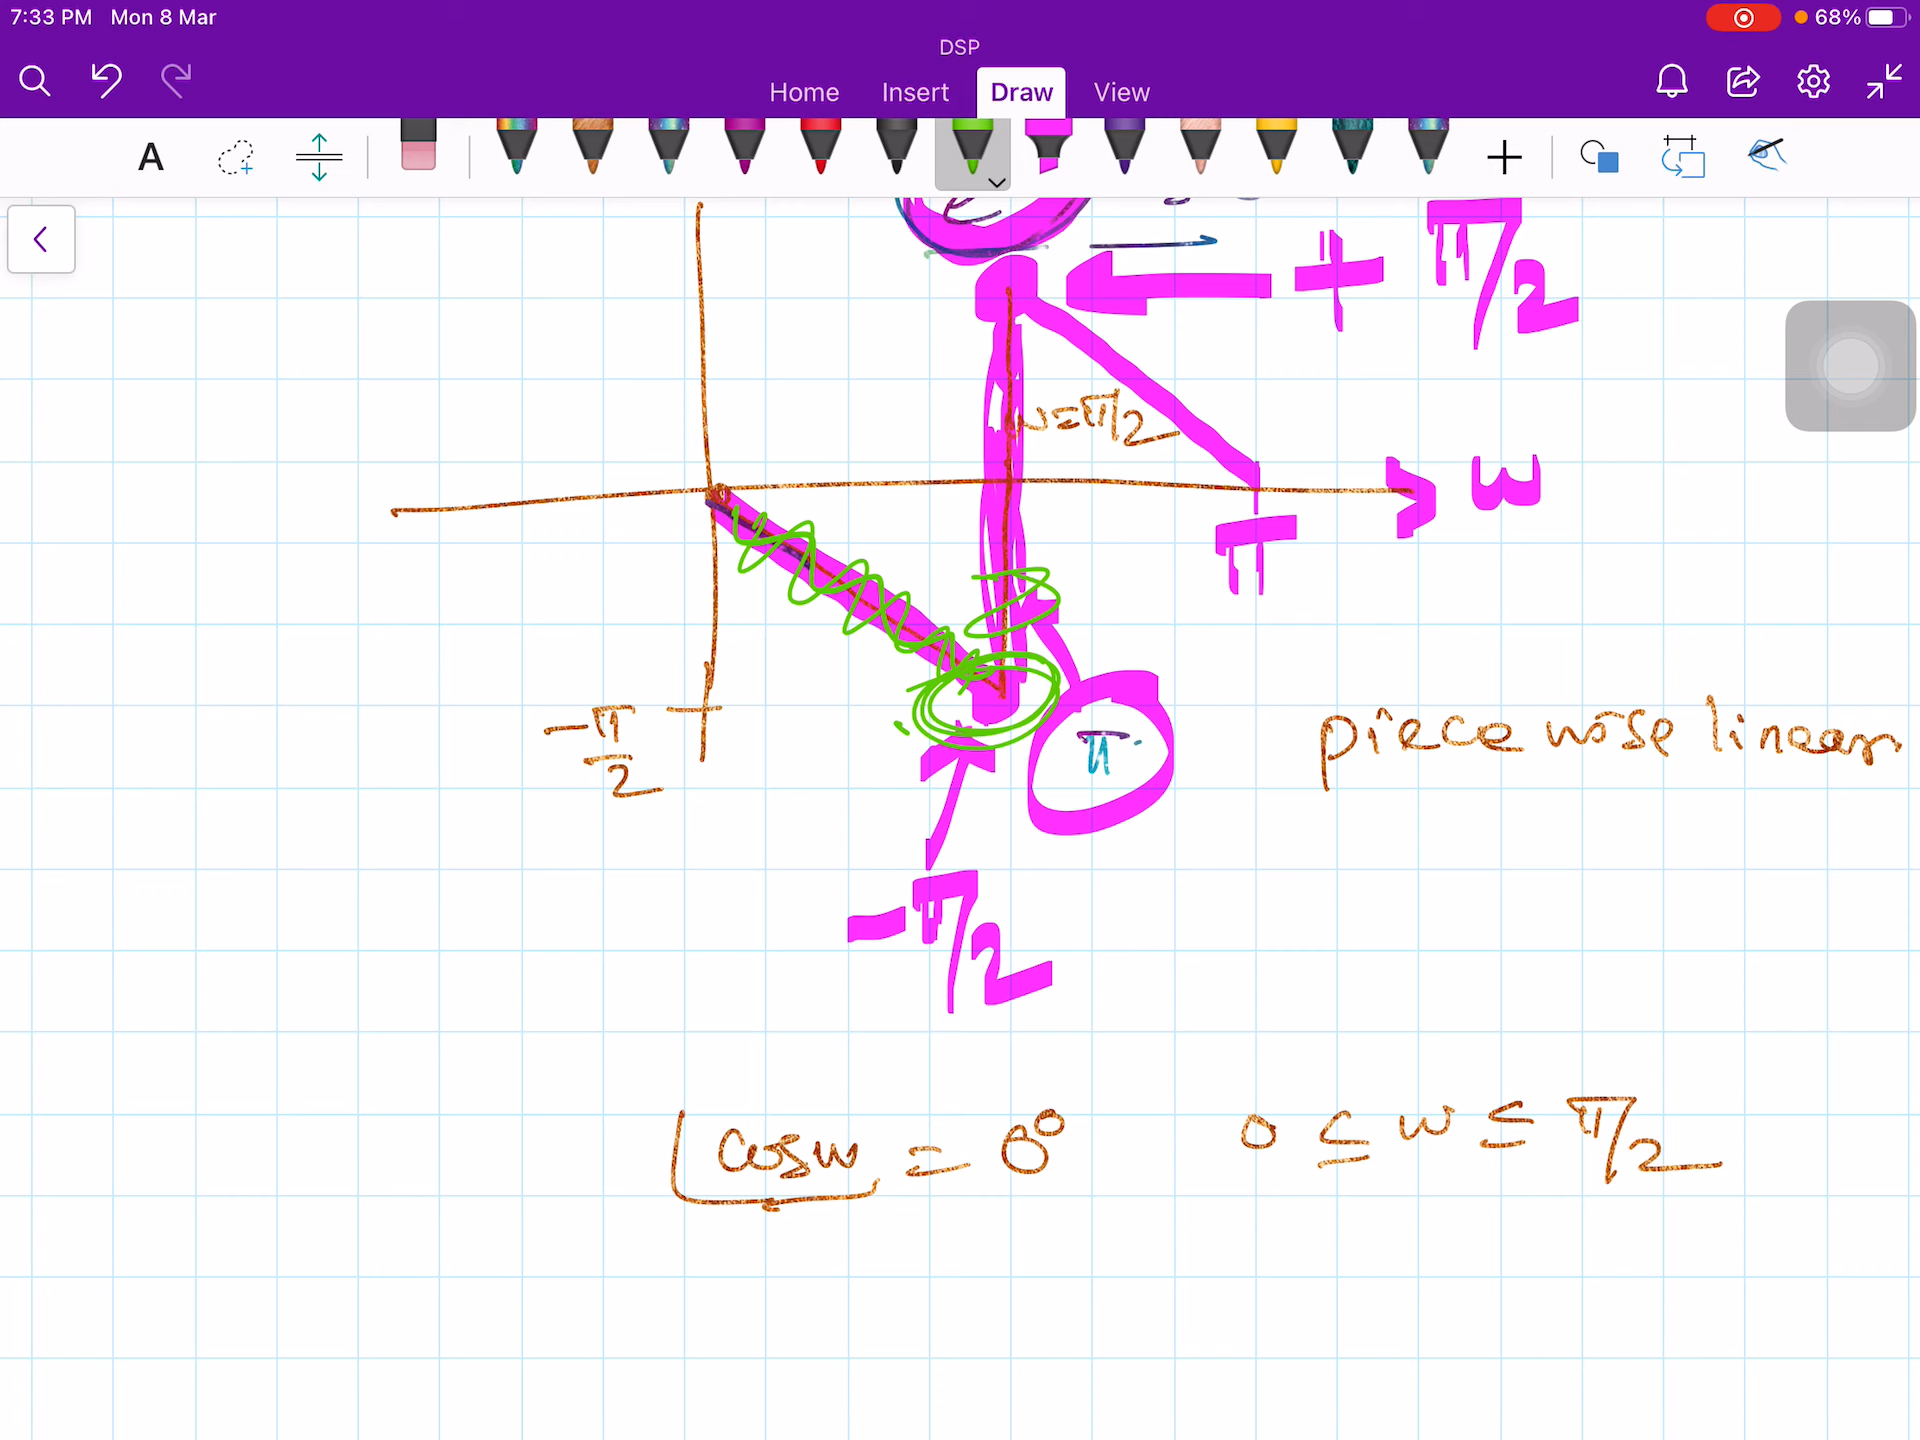 7:33 PM Mon 8 Mar
68%
DSP
Home Insert Draw View
A
+ π/2
w=π/2
ω
π
-π/2
π
piece wise linear
-π/2
∠cosw = 0° 0 ≤ w ≤ π/2